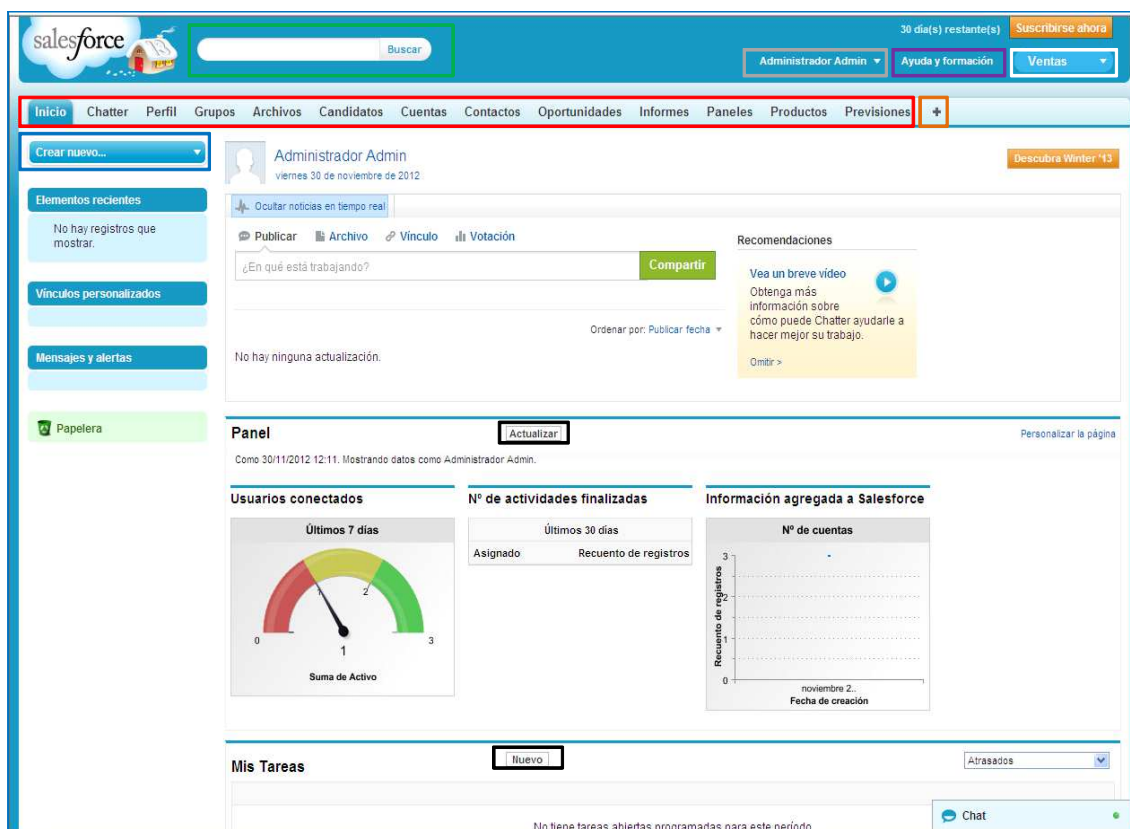 salesforce
Buscar
30 día(s) restante(s)
Suscribirse ahora
Administrador Admin
Ayuda y formación
Ventas
Inicio Chatter Perfil Grupos Archivos Candidatos Cuentas Contactos Oportunidades Informes Paneles Productos Previsiones +
Crear nuevo...
Elementos recientes
No hay registros que
mostrar.
Vínculos personalizados
Mensajes y alertas
Papelera
Administrador Admin
viernes 30 de noviembre de 2012
Descubra Winter '13
Ocultar noticias en tiempo real
Publicar Archivo Vínculo Votación
¿En qué está trabajando?
Compartir
Ordenar por: Publicar fecha
No hay ninguna actualización.
Recomendaciones
Vea un breve vídeo
Obtenga más
información sobre
cómo puede Chatter ayudarle a
hacer mejor su trabajo.
Omitir >
Panel
Actualizar
Personalizar la página
Como 30/11/2012 12:11. Mostrando datos como Administrador Admin.
Usuarios conectados
Últimos 7 días
0
1
2
3
1
Suma de Activo
Nº de actividades finalizadas
Últimos 30 días
Asignado Recuento de registros
Información agregada a Salesforce
Nº de cuentas
Recuento de registros
3
2
1
0
noviembre 2..
Fecha de creación
Mis Tareas
Nuevo
Atrasados
No tiene tareas abiertas programadas para este período.
Chat